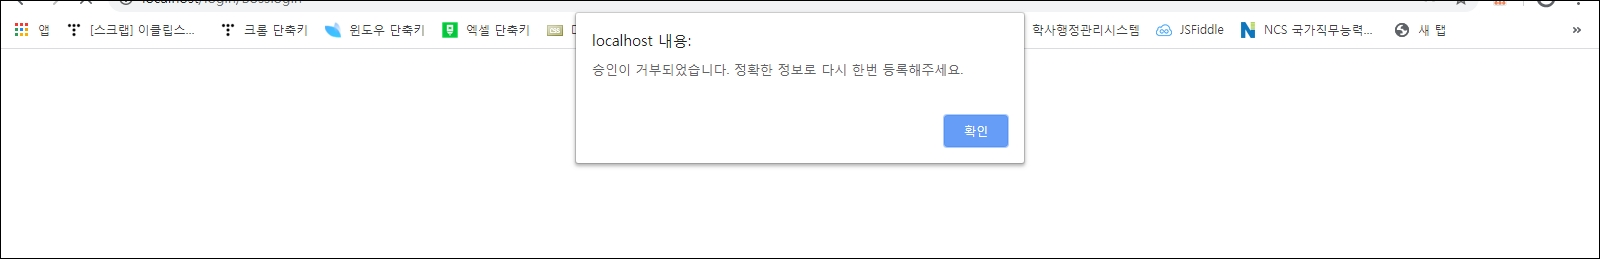 localhost/login/bosslogin
앱 [스크랩] 이클립스... 크롬 단축키 윈도우 단축키 엑셀 단축키 학사행정관리시스템 JSFiddle NCS 국가직무능력... 새 탭 »
localhost 내용:
승인이 거부되었습니다. 정확한 정보로 다시 한번 등록해주세요.
확인